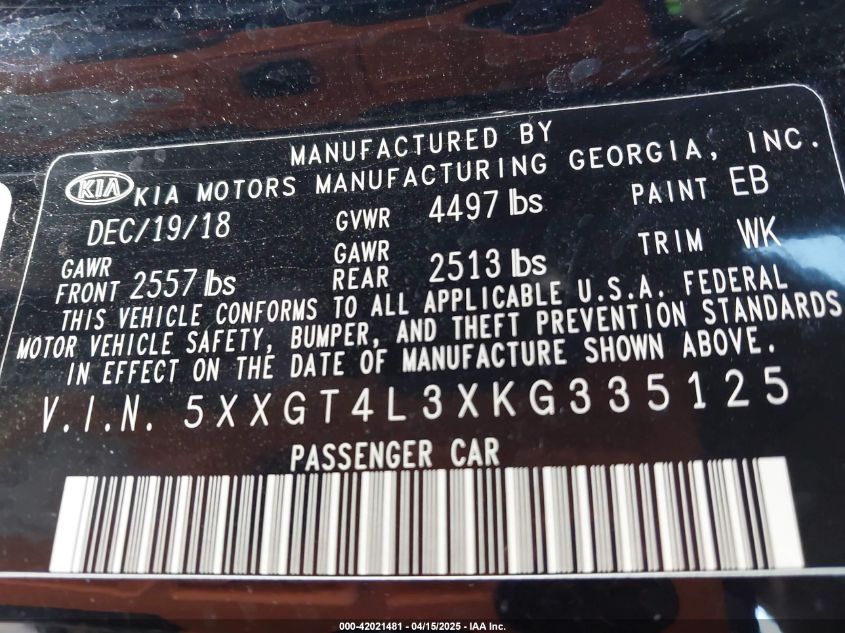 MANUFACTURED BY
KIA KIA MOTORS MANUFACTURING GEORGIA, INC.
DEC/19/18 GVWR 4497 lbs PAINT EB
GAWR FRONT 2557 lbs GAWR REAR 2513 lbs TRIM WK
THIS VEHICLE CONFORMS TO ALL APPLICABLE U.S.A. FEDERAL
MOTOR VEHICLE SAFETY, BUMPER, AND THEFT PREVENTION STANDARDS
IN EFFECT ON THE DATE OF MANUFACTURE SHOWN ABOVE.
V.I.N. 5XXGT4L3XKG335125
PASSENGER CAR
000-42021481 - 04/15/2025 - IAA Inc.